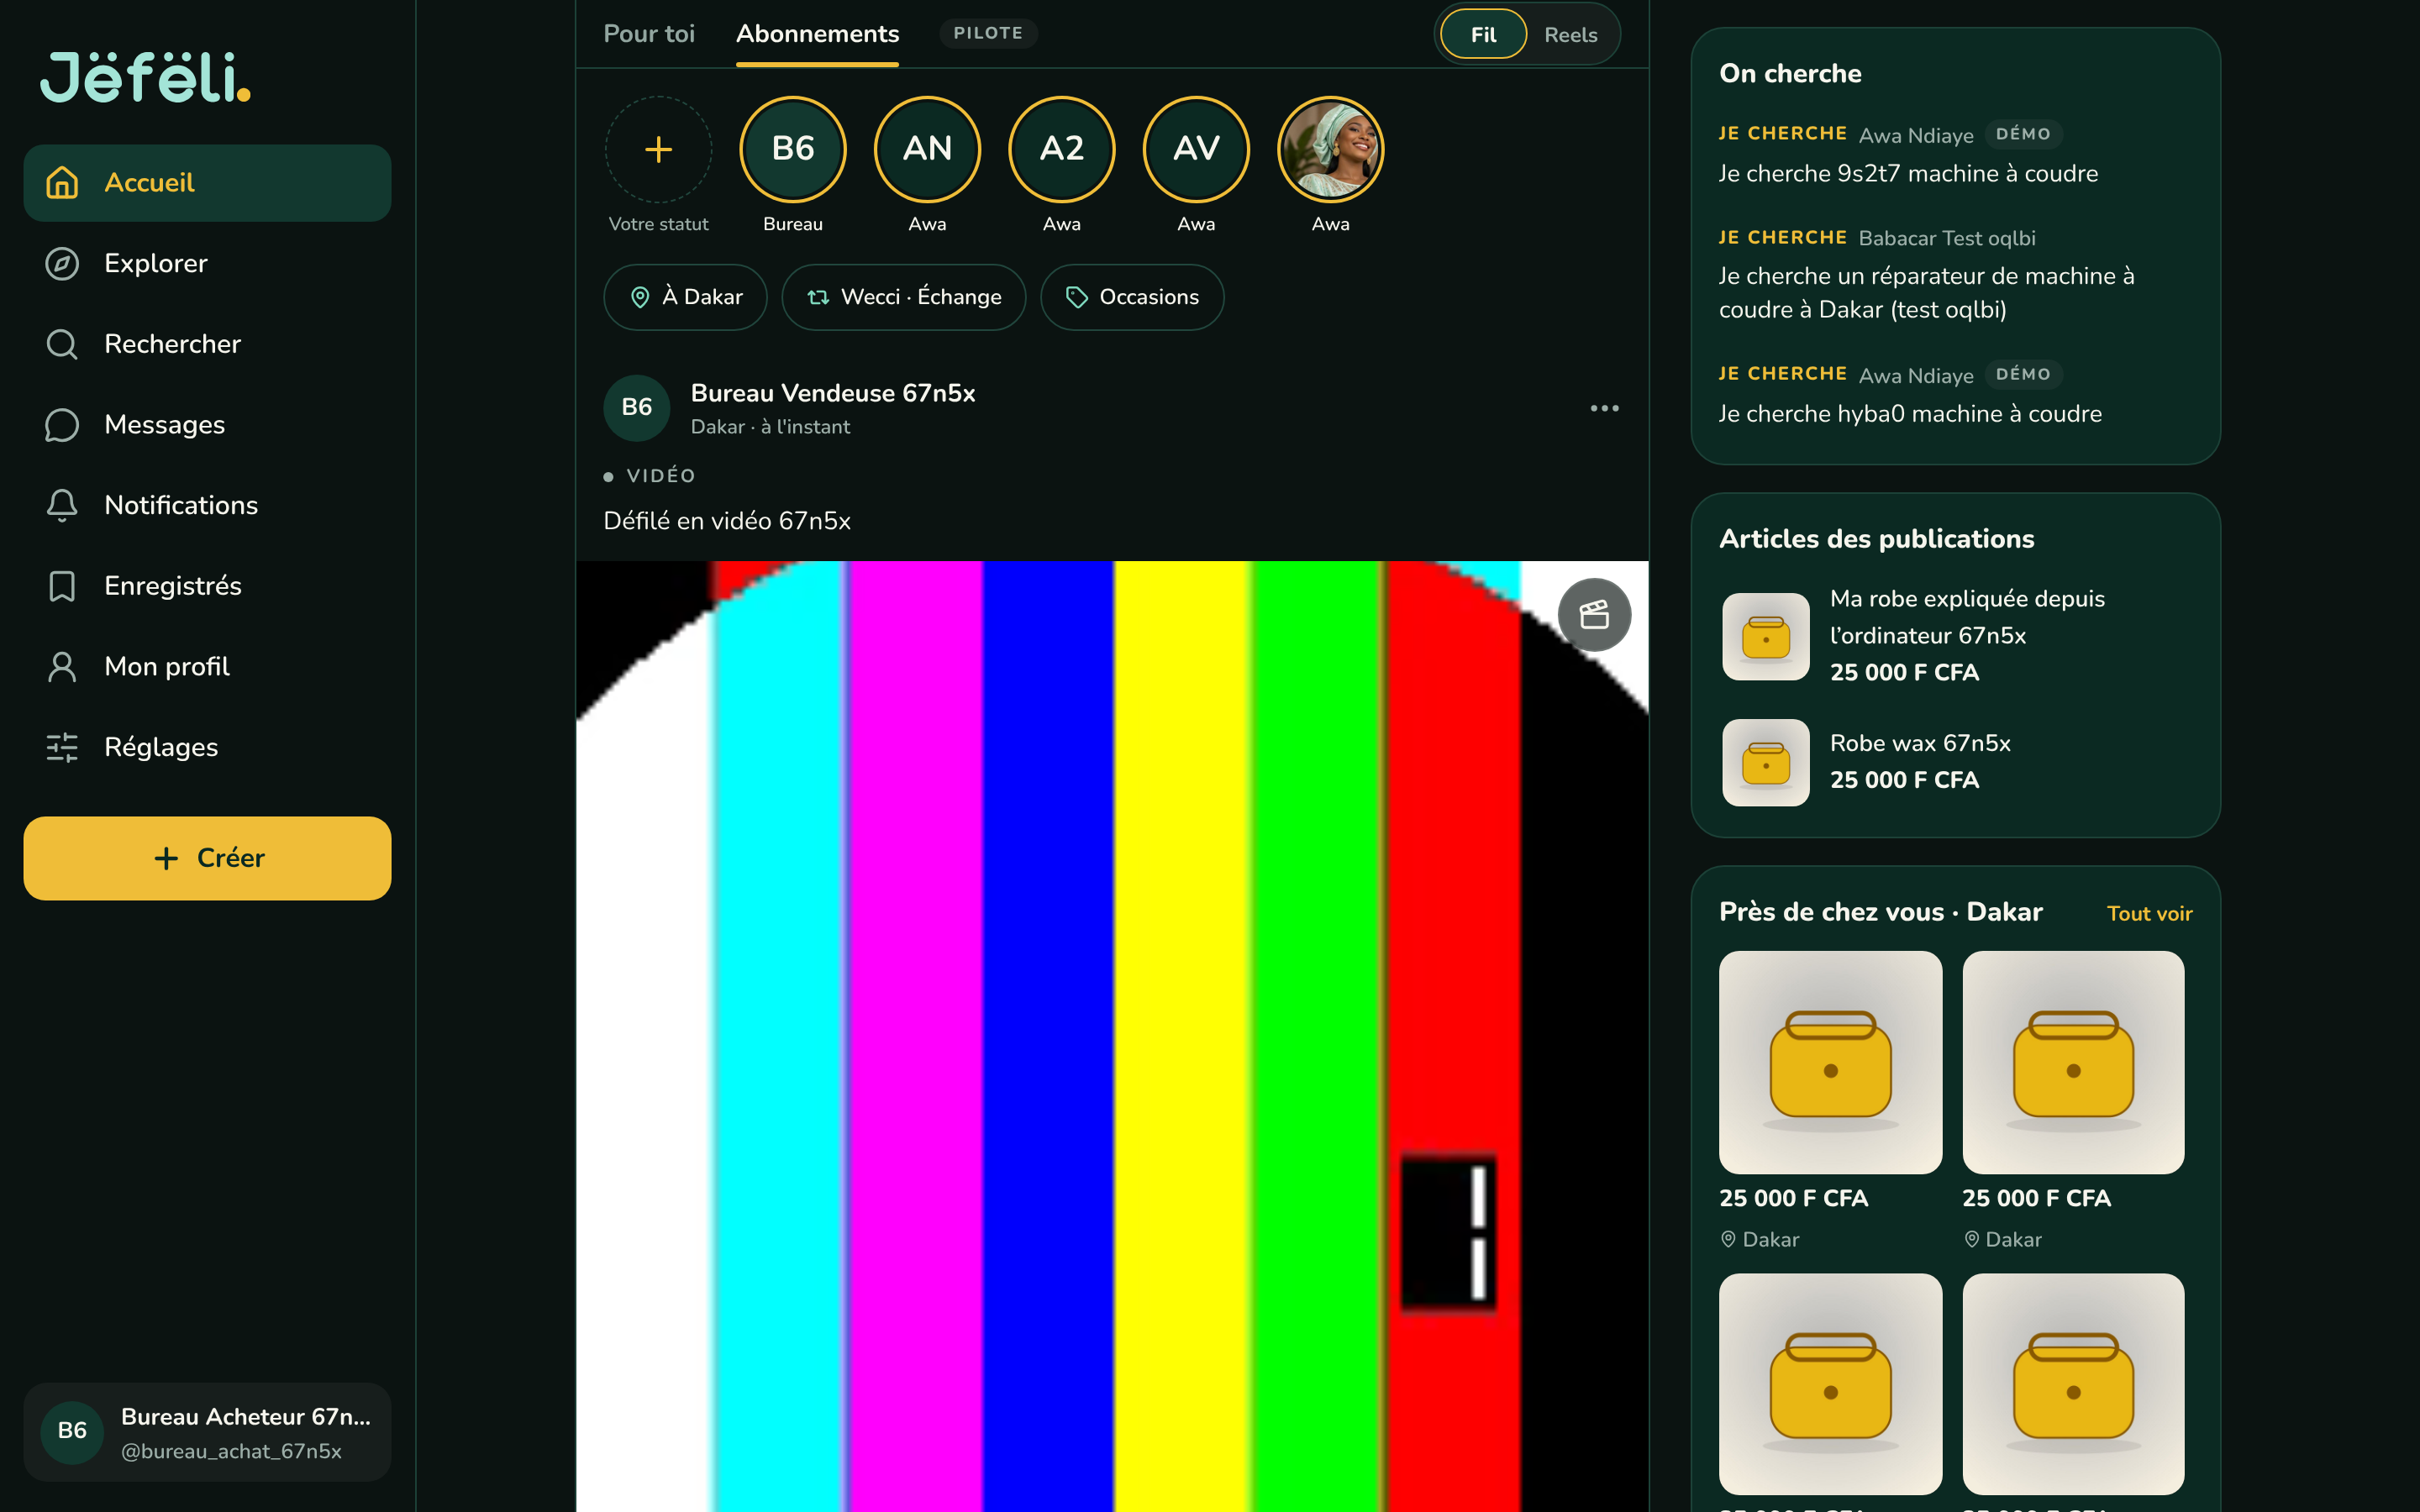 Jëfëli.
Accueil
Explorer
Rechercher
Messages
Notifications
Enregistrés
Mon profil
Réglages
Créer
B6
Bureau Acheteur 67n...
@bureau_achat_67n5x
Pour toi
Abonnements
PILOTE
Fil
Reels
B6
AN
A2
AV
Votre statut
Bureau
Awa
Awa
Awa
Awa
À Dakar
Wecci · Échange
Occasions
B6
Bureau Vendeuse 67n5x
Dakar · à l'instant
VIDÉO
Défilé en vidéo 67n5x
On cherche
JE CHERCHE Awa Ndiaye DÉMO
Je cherche 9s2t7 machine à coudre
JE CHERCHE Babacar Test oqlbi
Je cherche un réparateur de machine à
coudre à Dakar (test oqlbi)
JE CHERCHE Awa Ndiaye DÉMO
Je cherche hyba0 machine à coudre
Articles des publications
Ma robe expliquée depuis
l’ordinateur 67n5x
25 000 F CFA
Robe wax 67n5x
25 000 F CFA
Près de chez vous · Dakar
Tout voir
25 000 F CFA
Dakar
25 000 F CFA
Dakar